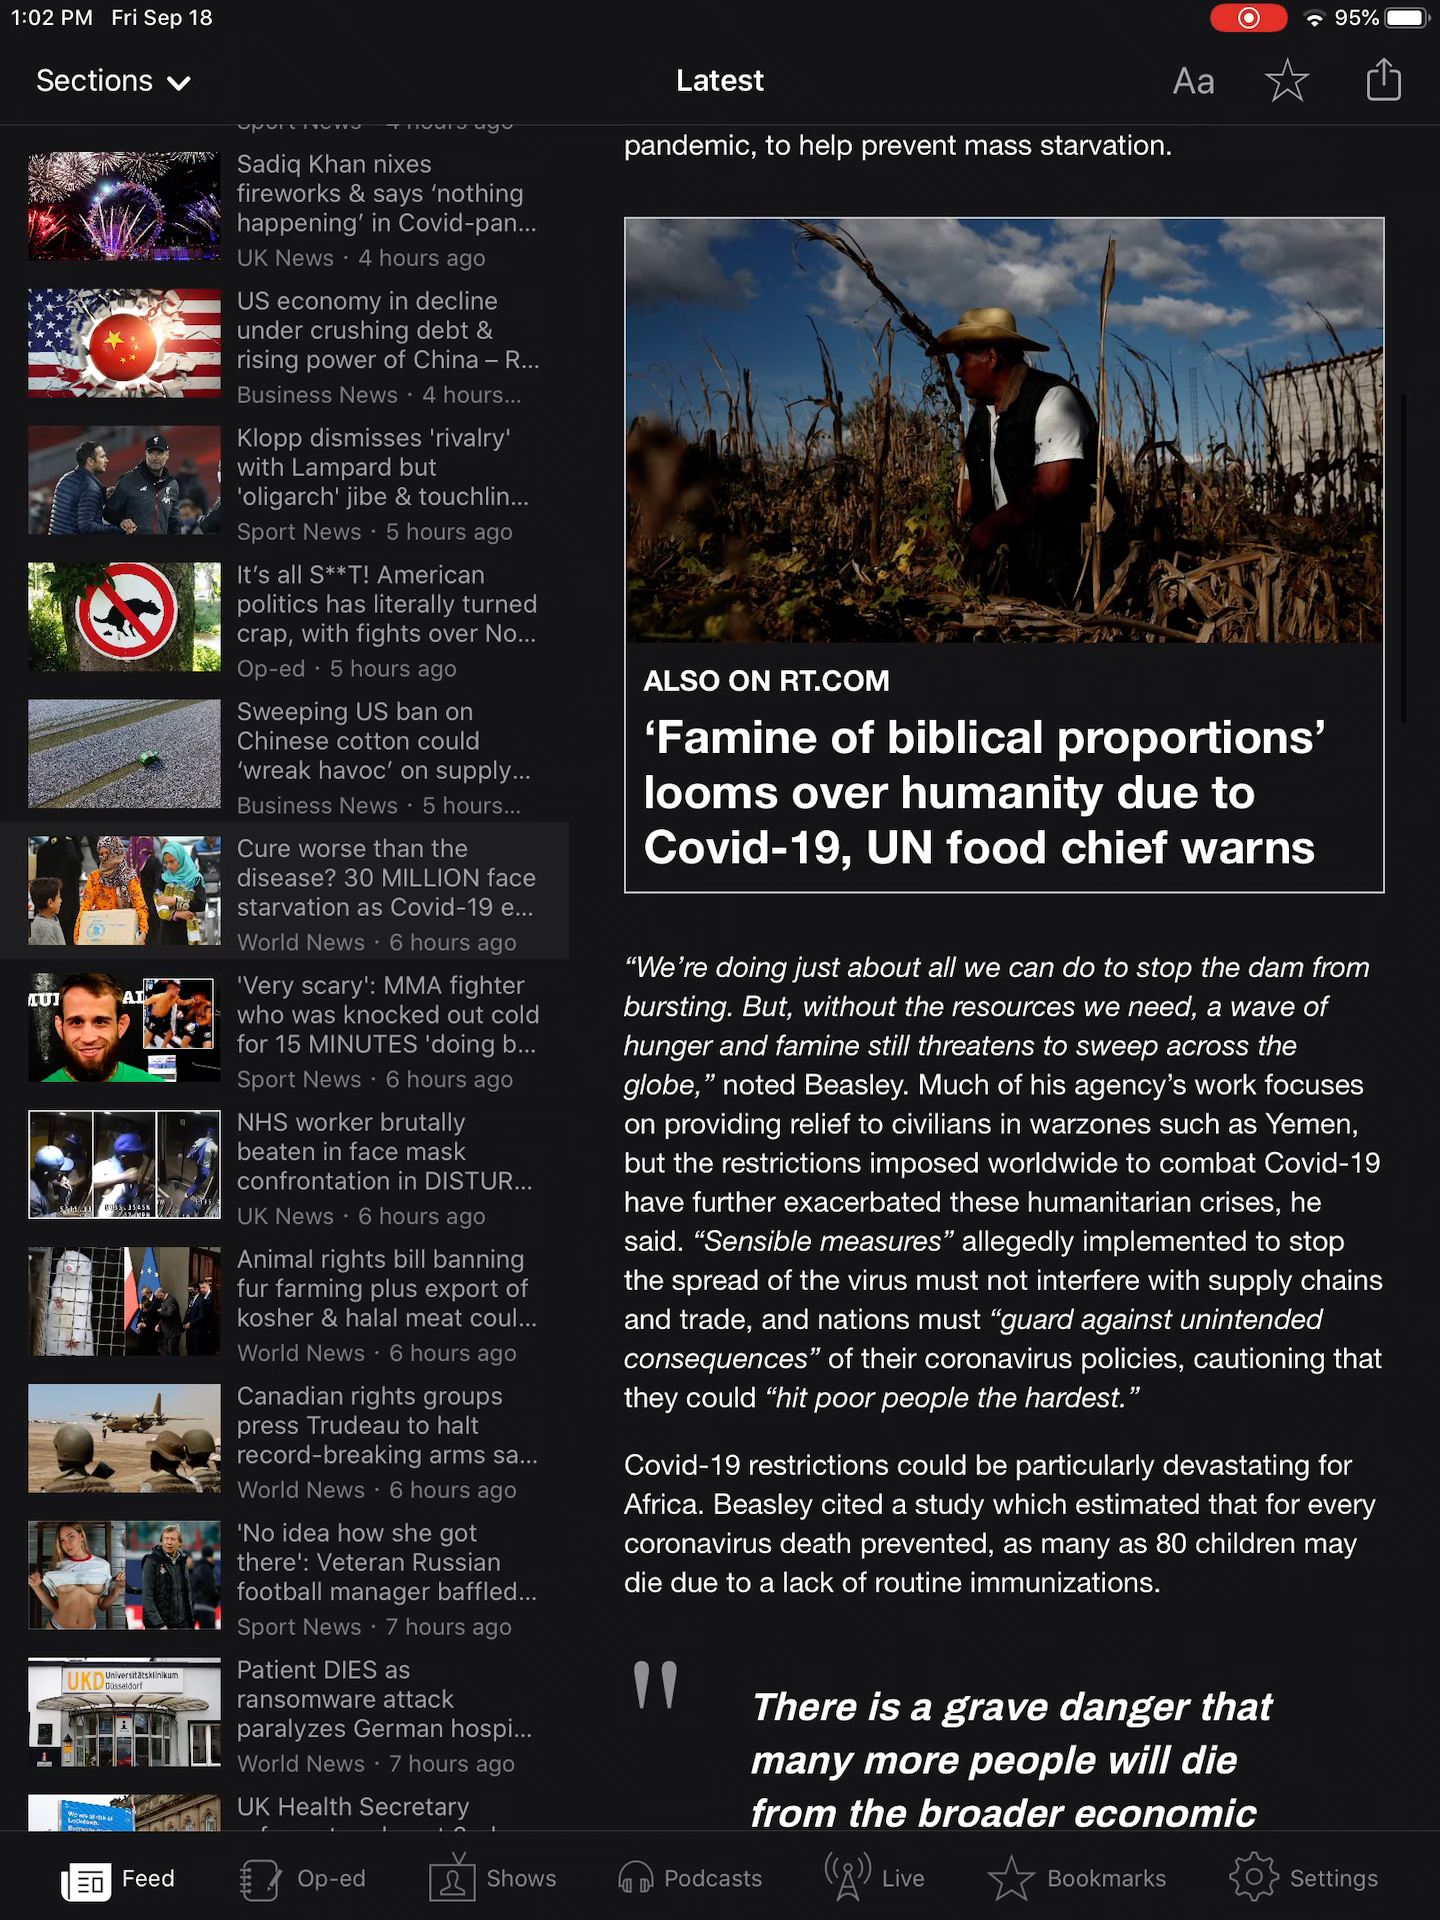 1:02 PM Fri Sep 18
95%
Sections
Latest
Aa
Sport News · 4 hours ago
Sadiq Khan nixes
fireworks & says ‘nothing
happening’ in Covid-pan...
UK News · 4 hours ago
US economy in decline
under crushing debt &
rising power of China – R...
Business News · 4 hours...
Klopp dismisses 'rivalry'
with Lampard but
'oligarch' jibe & touchlin...
Sport News · 5 hours ago
It’s all S**T! American
politics has literally turned
crap, with fights over No...
Op-ed · 5 hours ago
Sweeping US ban on
Chinese cotton could
‘wreak havoc’ on supply...
Business News · 5 hours...
Cure worse than the
disease? 30 MILLION face
starvation as Covid-19 e...
World News · 6 hours ago
'Very scary': MMA fighter
who was knocked out cold
for 15 MINUTES 'doing b...
Sport News · 6 hours ago
NHS worker brutally
beaten in face mask
confrontation in DISTUR...
UK News · 6 hours ago
Animal rights bill banning
fur farming plus export of
kosher & halal meat coul...
World News · 6 hours ago
Canadian rights groups
press Trudeau to halt
record-breaking arms sa...
World News · 6 hours ago
'No idea how she got
there': Veteran Russian
football manager baffled...
Sport News · 7 hours ago
UKD Universitätsklinikum
Düsseldorf
Patient DIES as
ransomware attack
paralyzes German hospi...
World News · 7 hours ago
UK Health Secretary
pandemic, to help prevent mass starvation.
ALSO ON RT.COM
‘Famine of biblical proportions’
looms over humanity due to
Covid-19, UN food chief warns
“We’re doing just about all we can do to stop the dam from
bursting. But, without the resources we need, a wave of
hunger and famine still threatens to sweep across the
globe,” noted Beasley. Much of his agency’s work focuses
on providing relief to civilians in warzones such as Yemen,
but the restrictions imposed worldwide to combat Covid-19
have further exacerbated these humanitarian crises, he
said. “Sensible measures” allegedly implemented to stop
the spread of the virus must not interfere with supply chains
and trade, and nations must “guard against unintended
consequences” of their coronavirus policies, cautioning that
they could “hit poor people the hardest.”
Covid-19 restrictions could be particularly devastating for
Africa. Beasley cited a study which estimated that for every
coronavirus death prevented, as many as 80 children may
die due to a lack of routine immunizations.
"
There is a grave danger that
many more people will die
from the broader economic
Feed
Op-ed
Shows
Podcasts
Live
Bookmarks
Settings